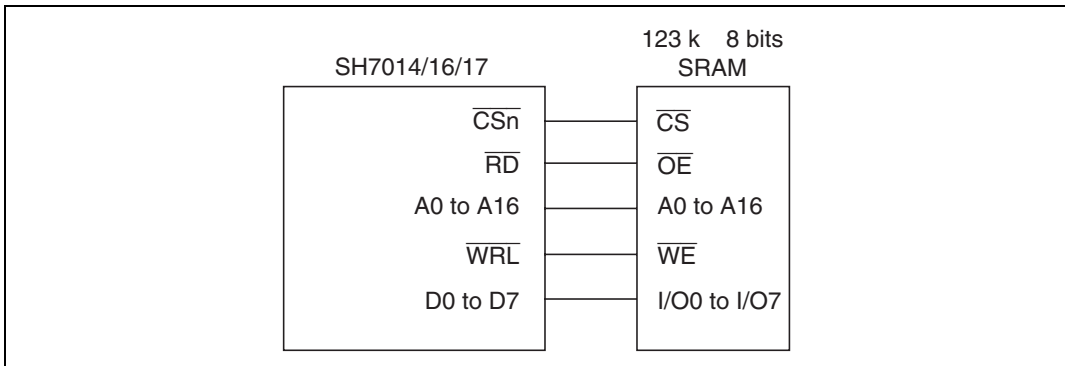 123 k 8 bits
SH7014/16/17 SRAM
CSn CS
RD OE
A0 to A16 A0 to A16
WRL WE
D0 to D7 I/O0 to I/O7